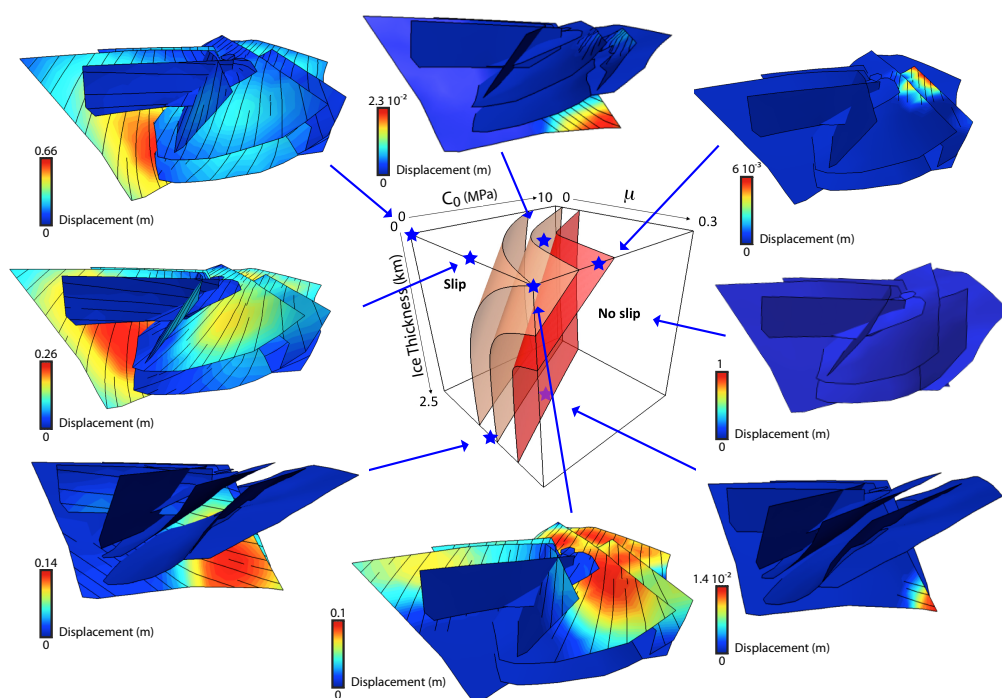 2.3 10⁻²
Displacement (m)
0
0.66
Displacement (m)
0
6 10⁻³
Displacement (m)
0
C₀ (MPa)
0
10
0
μ
0.3
0
Ice Thickness (km)
2.5
Slip
No slip
0.26
Displacement (m)
0
1
Displacement (m)
0
0.14
Displacement (m)
0
0.1
Displacement (m)
0
1.4 10⁻²
Displacement (m)
0